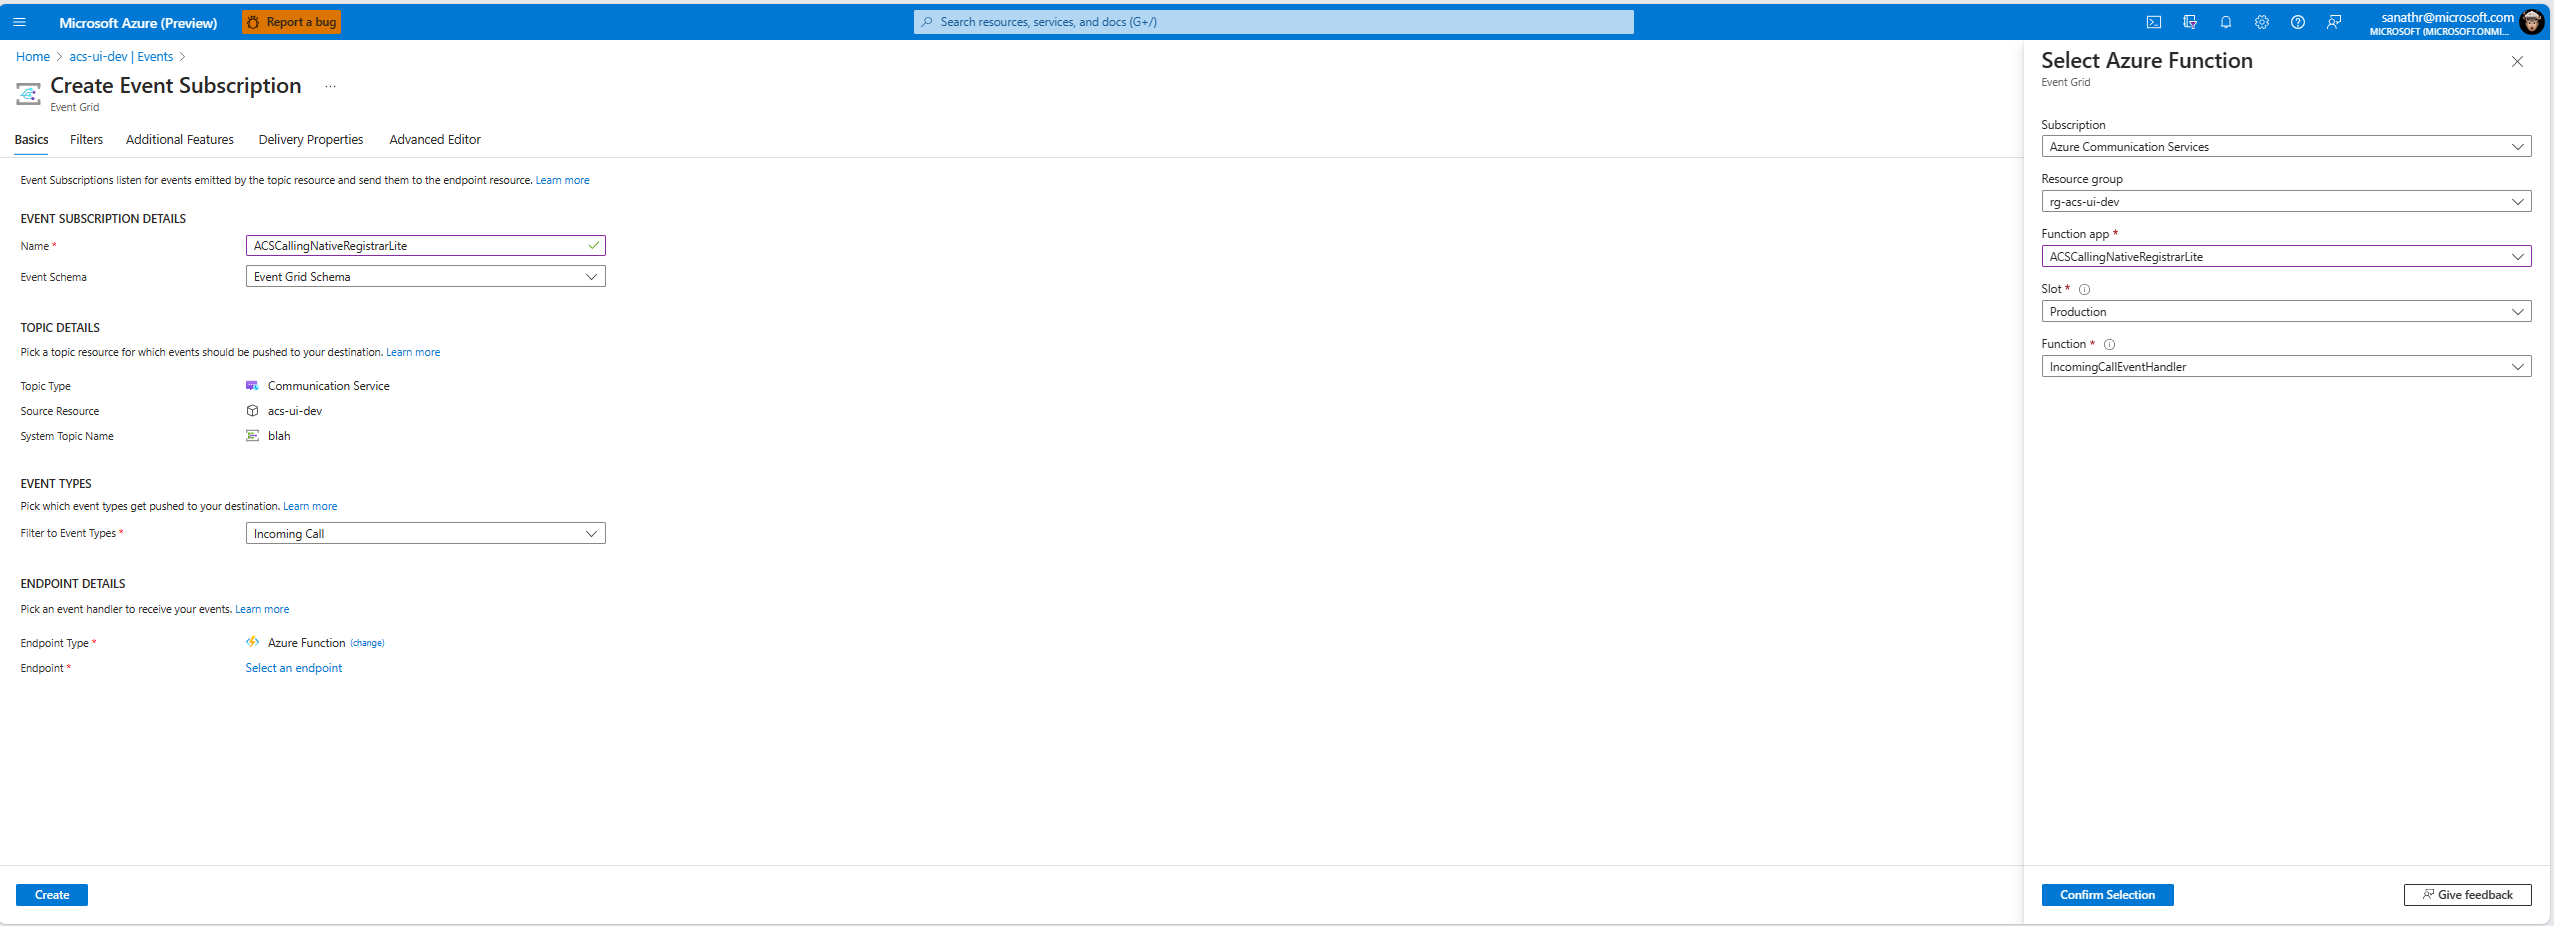 Microsoft Azure (Preview)
Report a bug
Search resources, services, and docs (G+/)
sanathr@microsoft.com
MICROSOFT (MICROSOFT.ONMI...
Home > acs-ui-dev | Events >
Create Event Subscription ...
Event Grid
Basics Filters Additional Features Delivery Properties Advanced Editor
Event Subscriptions listen for events emitted by the topic resource and send them to the endpoint resource. Learn more
EVENT SUBSCRIPTION DETAILS
Name * ACSCallingNativeRegistrarLite
Event Schema Event Grid Schema
TOPIC DETAILS
Pick a topic resource for which events should be pushed to your destination. Learn more
Topic Type Communication Service
Source Resource acs-ui-dev
System Topic Name blah
EVENT TYPES
Pick which event types get pushed to your destination. Learn more
Filter to Event Types * Incoming Call
ENDPOINT DETAILS
Pick an event handler to receive your events. Learn more
Endpoint Type * Azure Function (change)
Endpoint * Select an endpoint
Create
Select Azure Function
Event Grid
Subscription
Azure Communication Services
Resource group
rg-acs-ui-dev
Function app *
ACSCallingNativeRegistrarLite
Slot *
Production
Function *
IncomingCallEventHandler
Confirm Selection
Give feedback